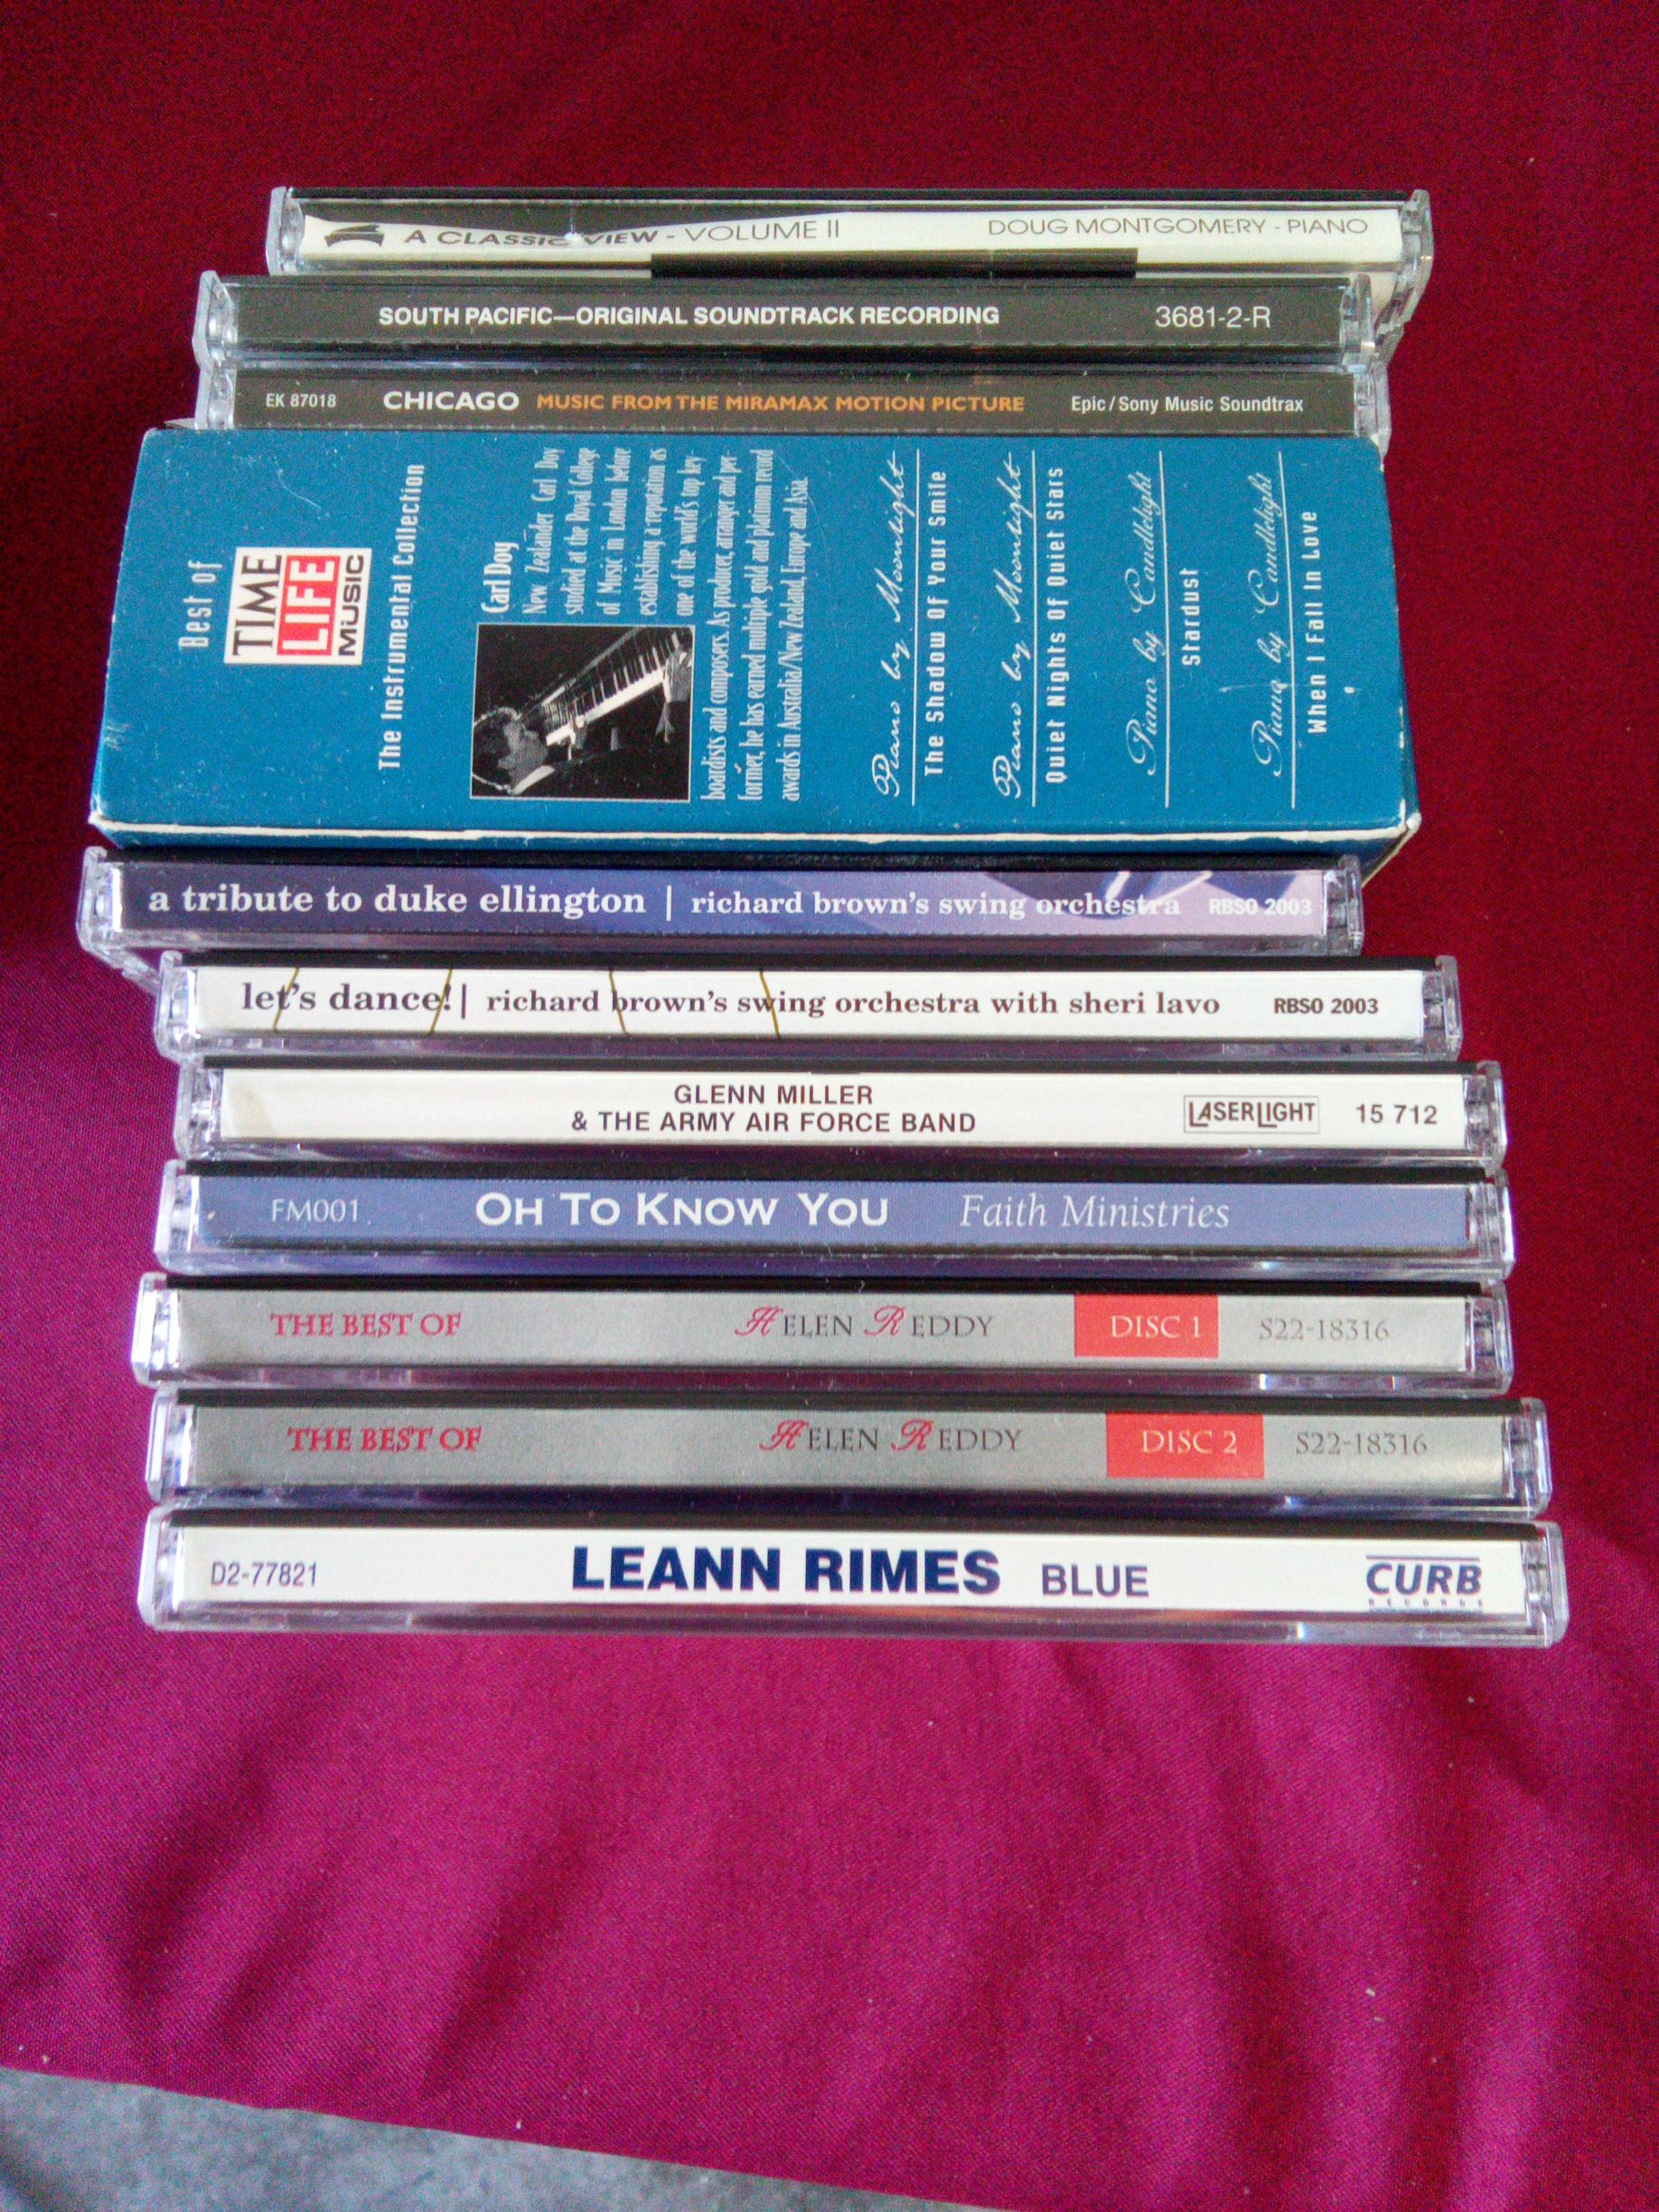 A CLASSIC VIEW - VOLUME II DOUG MONTGOMERY - PIANO
SOUTH PACIFIC—ORIGINAL SOUNDTRACK RECORDING 3681-2-R
EK 87018 CHICAGO MUSIC FROM THE MIRAMAX MOTION PICTURE Epic/Sony Music Soundtrax
Best of
TIME
LIFE
MUSIC
The Instrumental Collection
Carl Doy
New Zealander Carl Doy
studied at the Royal College
of Music in London before
establishing a reputation as
one of the world's top key-
boardists and composers. As producer, arranger and per-
former, he has earned multiple gold and platinum record
awards in Australia/New Zealand, Europe and Asia.
Piano by Moonlight
The Shadow Of Your Smile
Piano by Moonlight
Quiet Nights Of Quiet Stars
Piano by Candlelight
Stardust
Piano by Candlelight
When I Fall In Love
a tribute to duke ellington | richard brown's swing orchestra RBSO 2003
let's dance! | richard brown's swing orchestra with sheri lavo RBSO 2003
GLENN MILLER
& THE ARMY AIR FORCE BAND LASERLIGHT 15 712
FM001 OH TO KNOW YOU Faith Ministries
THE BEST OF HELEN REDDY DISC 1 S22-18316
THE BEST OF HELEN REDDY DISC 2 S22-18316
D2-77821 LEANN RIMES BLUE CURB
RECORDS